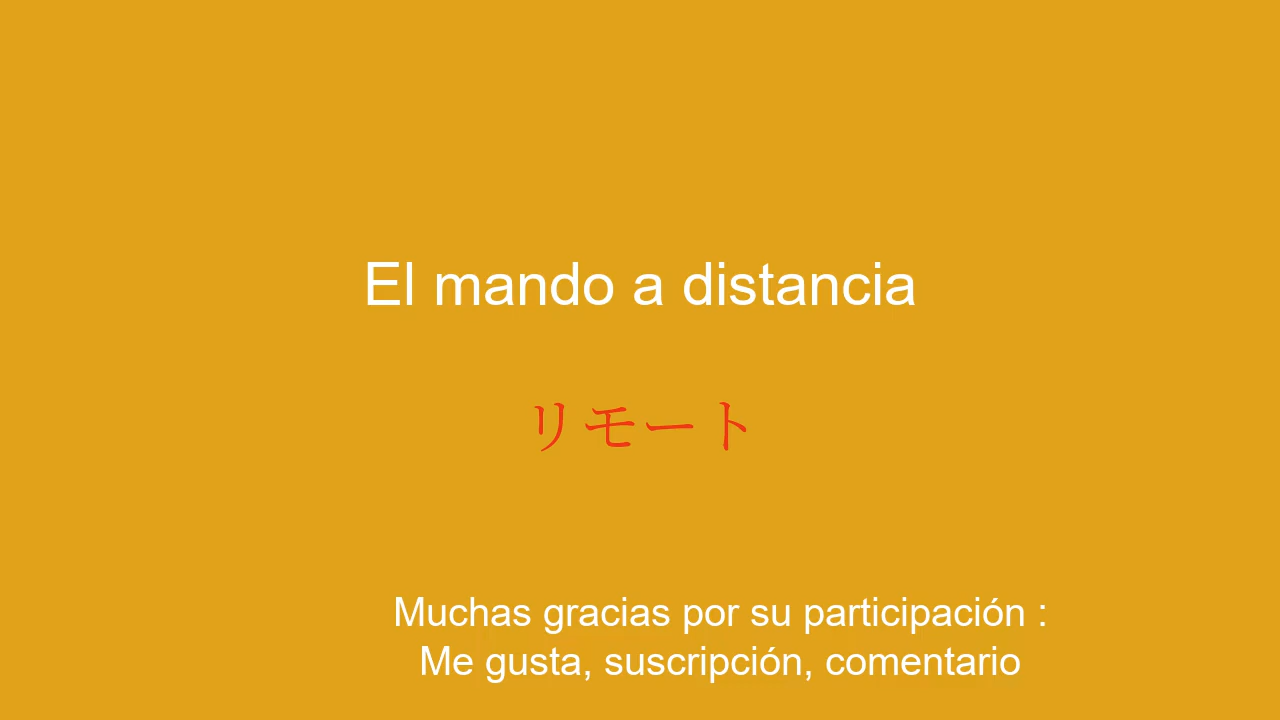 El mando a distancia
リモート
Muchas gracias por su participación :
Me gusta, suscripción, comentario